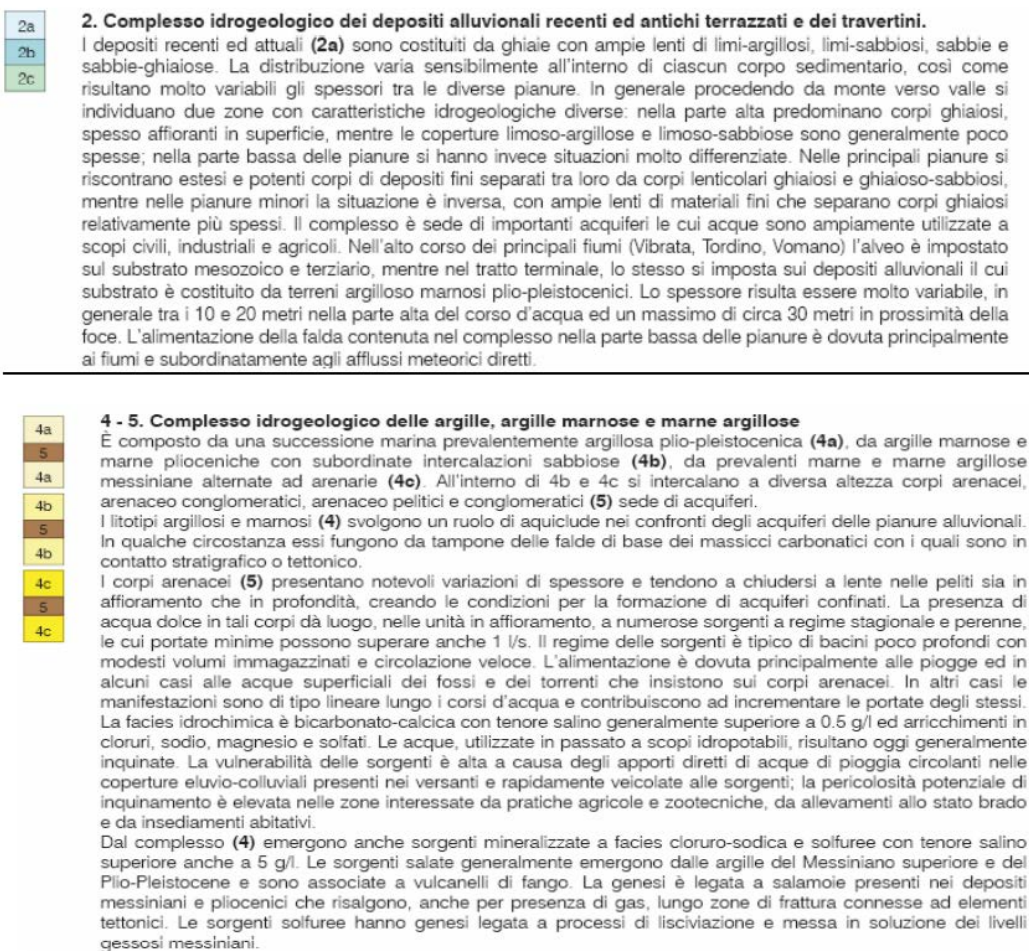 2a
2b
2c
2. Complesso idrogeologico dei depositi alluvionali recenti ed antichi terrazzati e dei travertini.
I depositi recenti ed attuali (2a) sono costituiti da ghiaie con ampie lenti di limi-argillosi, limi-sabbiosi, sabbie e
sabbie-ghiaiose. La distribuzione varia sensibilmente all'interno di ciascun corpo sedimentario, così come
risultano molto variabili gli spessori tra le diverse pianure. In generale procedendo da monte verso valle si
individuano due zone con caratteristiche idrogeologiche diverse: nella parte alta predominano corpi ghiaiosi,
spesso affioranti in superficie, mentre le coperture limoso-argillose e limoso-sabbiose sono generalmente poco
spesse; nella parte bassa delle pianure si hanno invece situazioni molto differenziate. Nelle principali pianure si
riscontrano estesi e potenti corpi di depositi fini separati tra loro da corpi lenticolari ghiaiosi e ghiaioso-sabbiosi,
mentre nelle pianure minori la situazione è inversa, con ampie lenti di materiali fini che separano corpi ghiaiosi
relativamente più spessi. Il complesso è sede di importanti acquiferi le cui acque sono ampiamente utilizzate a
scopi civili, industriali e agricoli. Nell'alto corso dei principali fiumi (Vibrata, Tordino, Vomano) l'alveo è impostato
sul substrato mesozoico e terziario, mentre nel tratto terminale, lo stesso si imposta sui depositi alluvionali il cui
substrato è costituito da terreni argilloso marnosi plio-pleistocenici. Lo spessore risulta essere molto variabile, in
generale tra i 10 e 20 metri nella parte alta del corso d'acqua ed un massimo di circa 30 metri in prossimità della
foce. L'alimentazione della falda contenuta nel complesso nella parte bassa delle pianure è dovuta principalmente
ai fiumi e subordinatamente agli afflussi meteorici diretti.
4a
5
4a
4b
5
4b
4c
5
4c
4 - 5. Complesso idrogeologico delle argille, argille marnose e marne argillose
È composto da una successione marina prevalentemente argillosa plio-pleistocenica (4a), da argille marnose e
marne plioceniche con subordinate intercalazioni sabbiose (4b), da prevalenti marne e marne argillose
messiniane alternate ad arenarie (4c). All'interno di 4b e 4c si intercalano a diversa altezza corpi arenacei,
arenaceo conglomeratici, arenaceo pelitici e conglomeratici (5) sede di acquiferi.
I litotipi argillosi e marnosi (4) svolgono un ruolo di aquiclude nei confronti degli acquiferi delle pianure alluvionali.
In qualche circostanza essi fungono da tampone delle falde di base dei massicci carbonatici con i quali sono in
contatto stratigrafico o tettonico.
I corpi arenacei (5) presentano notevoli variazioni di spessore e tendono a chiudersi a lente nelle peliti sia in
affioramento che in profondità, creando le condizioni per la formazione di acquiferi confinati. La presenza di
acqua dolce in tali corpi dà luogo, nelle unità in affioramento, a numerose sorgenti a regime stagionale e perenne,
le cui portate minime possono superare anche 1 l/s. Il regime delle sorgenti è tipico di bacini poco profondi con
modesti volumi immagazzinati e circolazione veloce. L'alimentazione è dovuta principalmente alle piogge ed in
alcuni casi alle acque superficiali dei fossi e dei torrenti che insistono sui corpi arenacei. In altri casi le
manifestazioni sono di tipo lineare lungo i corsi d'acqua e contribuiscono ad incrementare le portate degli stessi.
La facies idrochimica è bicarbonato-calcica con tenore salino generalmente superiore a 0.5 g/l ed arricchimenti in
cloruri, sodio, magnesio e solfati. Le acque, utilizzate in passato a scopi idropotabili, risultano oggi generalmente
inquinate. La vulnerabilità delle sorgenti è alta a causa degli apporti diretti di acque di pioggia circolanti nelle
coperture eluvio-colluviali presenti nei versanti e rapidamente veicolate alle sorgenti; la pericolosità potenziale di
inquinamento è elevata nelle zone interessate da pratiche agricole e zootecniche, da allevamenti allo stato brado
e da insediamenti abitativi.
Dal complesso (4) emergono anche sorgenti mineralizzate a facies cloruro-sodica e solfuree con tenore salino
superiore anche a 5 g/l. Le sorgenti salate generalmente emergono dalle argille del Messiniano superiore e del
Plio-Pleistocene e sono associate a vulcanelli di fango. La genesi è legata a salamoie presenti nei depositi
messiniani e pliocenici che risalgono, anche per presenza di gas, lungo zone di frattura connesse ad elementi
tettonici. Le sorgenti solfuree hanno genesi legata a processi di lisciviazione e messa in soluzione dei livelli
gessosi messiniani.